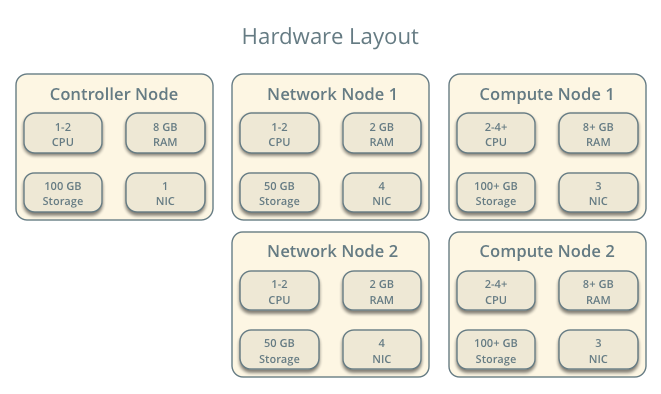 Hardware Layout
Controller Node
1-2
CPU
8 GB
RAM
100 GB
Storage
1
NIC
Network Node 1
1-2
CPU
2 GB
RAM
50 GB
Storage
4
NIC
Compute Node 1
2-4+
CPU
8+ GB
RAM
100+ GB
Storage
3
NIC
Network Node 2
1-2
CPU
2 GB
RAM
50 GB
Storage
4
NIC
Compute Node 2
2-4+
CPU
8+ GB
RAM
100+ GB
Storage
3
NIC